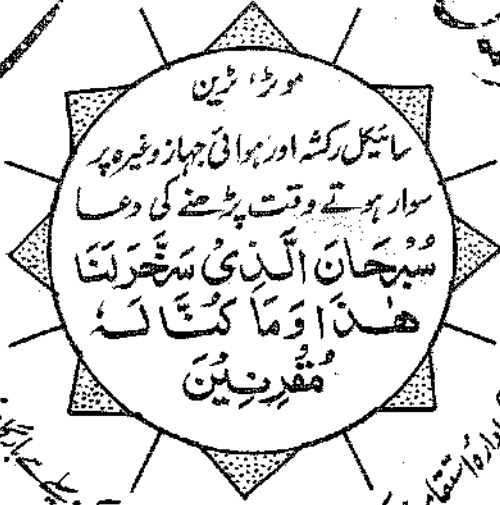 موٹر، ٹرین
سائیکل رکشہ اور ہوائی جہاز وغیرہ پر
سوار ہوتے وقت پڑھنے کی دعا
سُبْحَانَ الَّذِیْ سَخَّرَ لَنَا
هٰذَا وَمَا كُنَّا لَهٗ
مُقْرِنِیْنَ